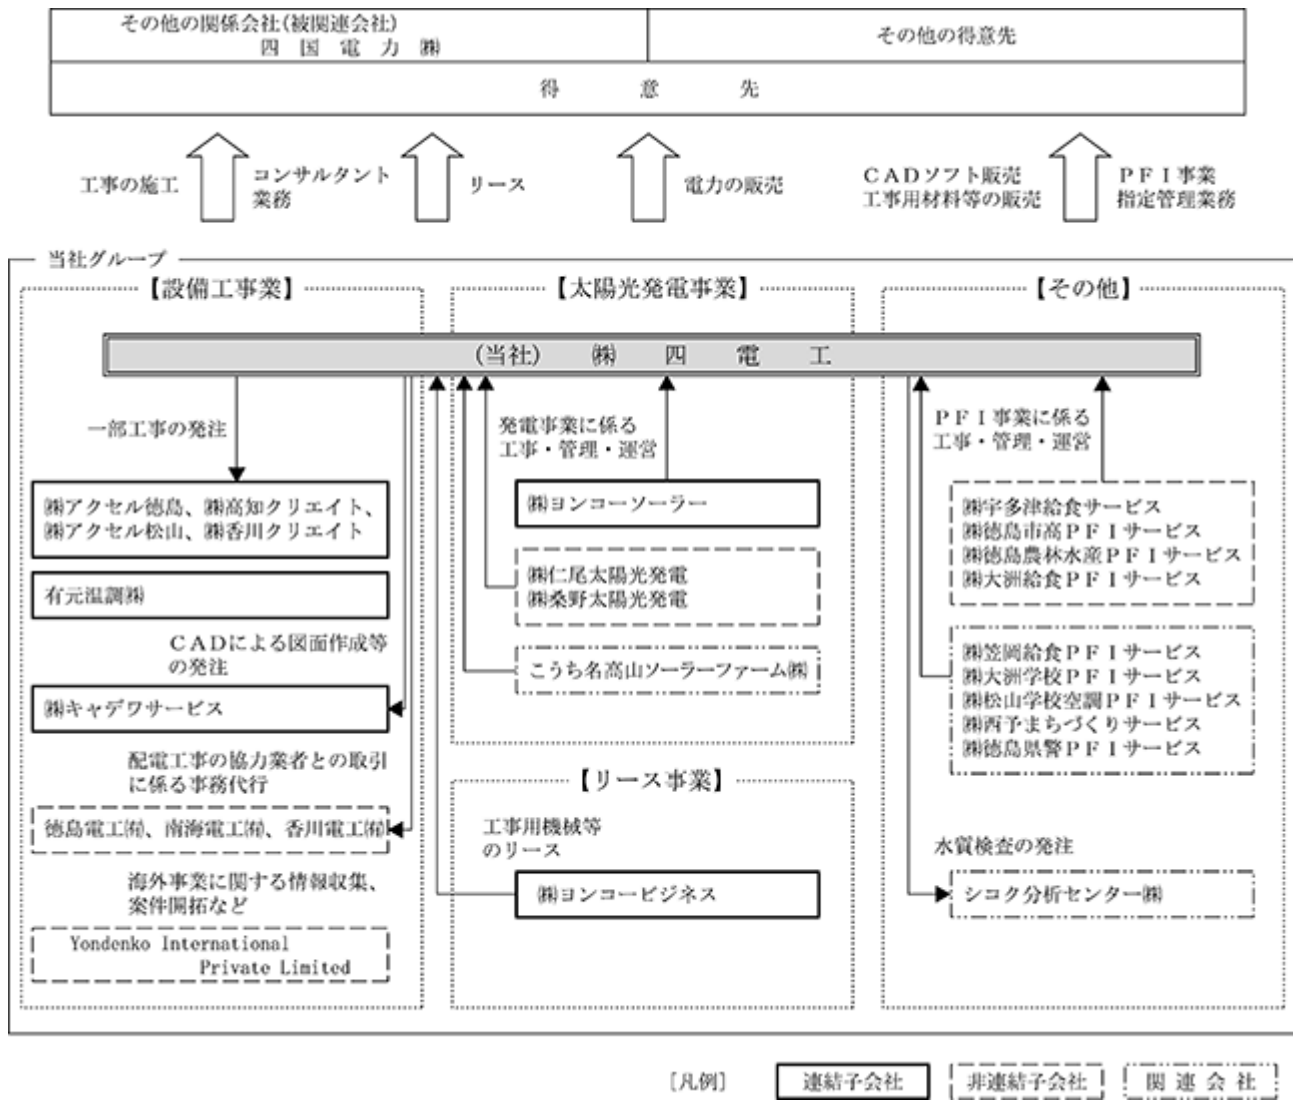 その他の関係会社(被関連会社)
四国電力㈱
その他の得意先
得意先
工事の施工
コンサルタント
業務
リース
電力の販売
ＣＡＤソフト販売
工事用材料等の販売
ＰＦＩ事業
指定管理業務
当社グループ
【設備工事業】
【太陽光発電事業】
【その他】
(当社)　㈱四電工
一部工事の発注
㈱アクセル徳島、㈱高知クリエイト、
㈱アクセル松山、㈱香川クリエイト
有元温調㈱
ＣＡＤによる図面作成等
の発注
㈱キャデワサービス
配電工事の協力業者との取引
に係る事務代行
徳島電工㈲、南海電工㈲、香川電工㈲
海外事業に関する情報収集、
案件開拓など
Yondenko International
Private Limited
発電事業に係る
工事・管理・運営
㈱ヨンコーソーラー
㈱仁尾太陽光発電
㈱桑野太陽光発電
こうち名高山ソーラーファーム㈱
【リース事業】
工事用機械等
のリース
㈱ヨンコービジネス
ＰＦＩ事業に係る
工事・管理・運営
㈱宇多津給食サービス
㈱徳島市高ＰＦＩサービス
㈱徳島農林水産ＰＦＩサービス
㈱大洲給食ＰＦＩサービス
㈱笠岡給食ＰＦＩサービス
㈱大洲学校ＰＦＩサービス
㈱松山学校空調ＰＦＩサービス
㈱西予まちづくりサービス
㈱徳島県警ＰＦＩサービス
水質検査の発注
シコク分析センター㈱
［凡例］
連結子会社
非連結子会社
関連会社